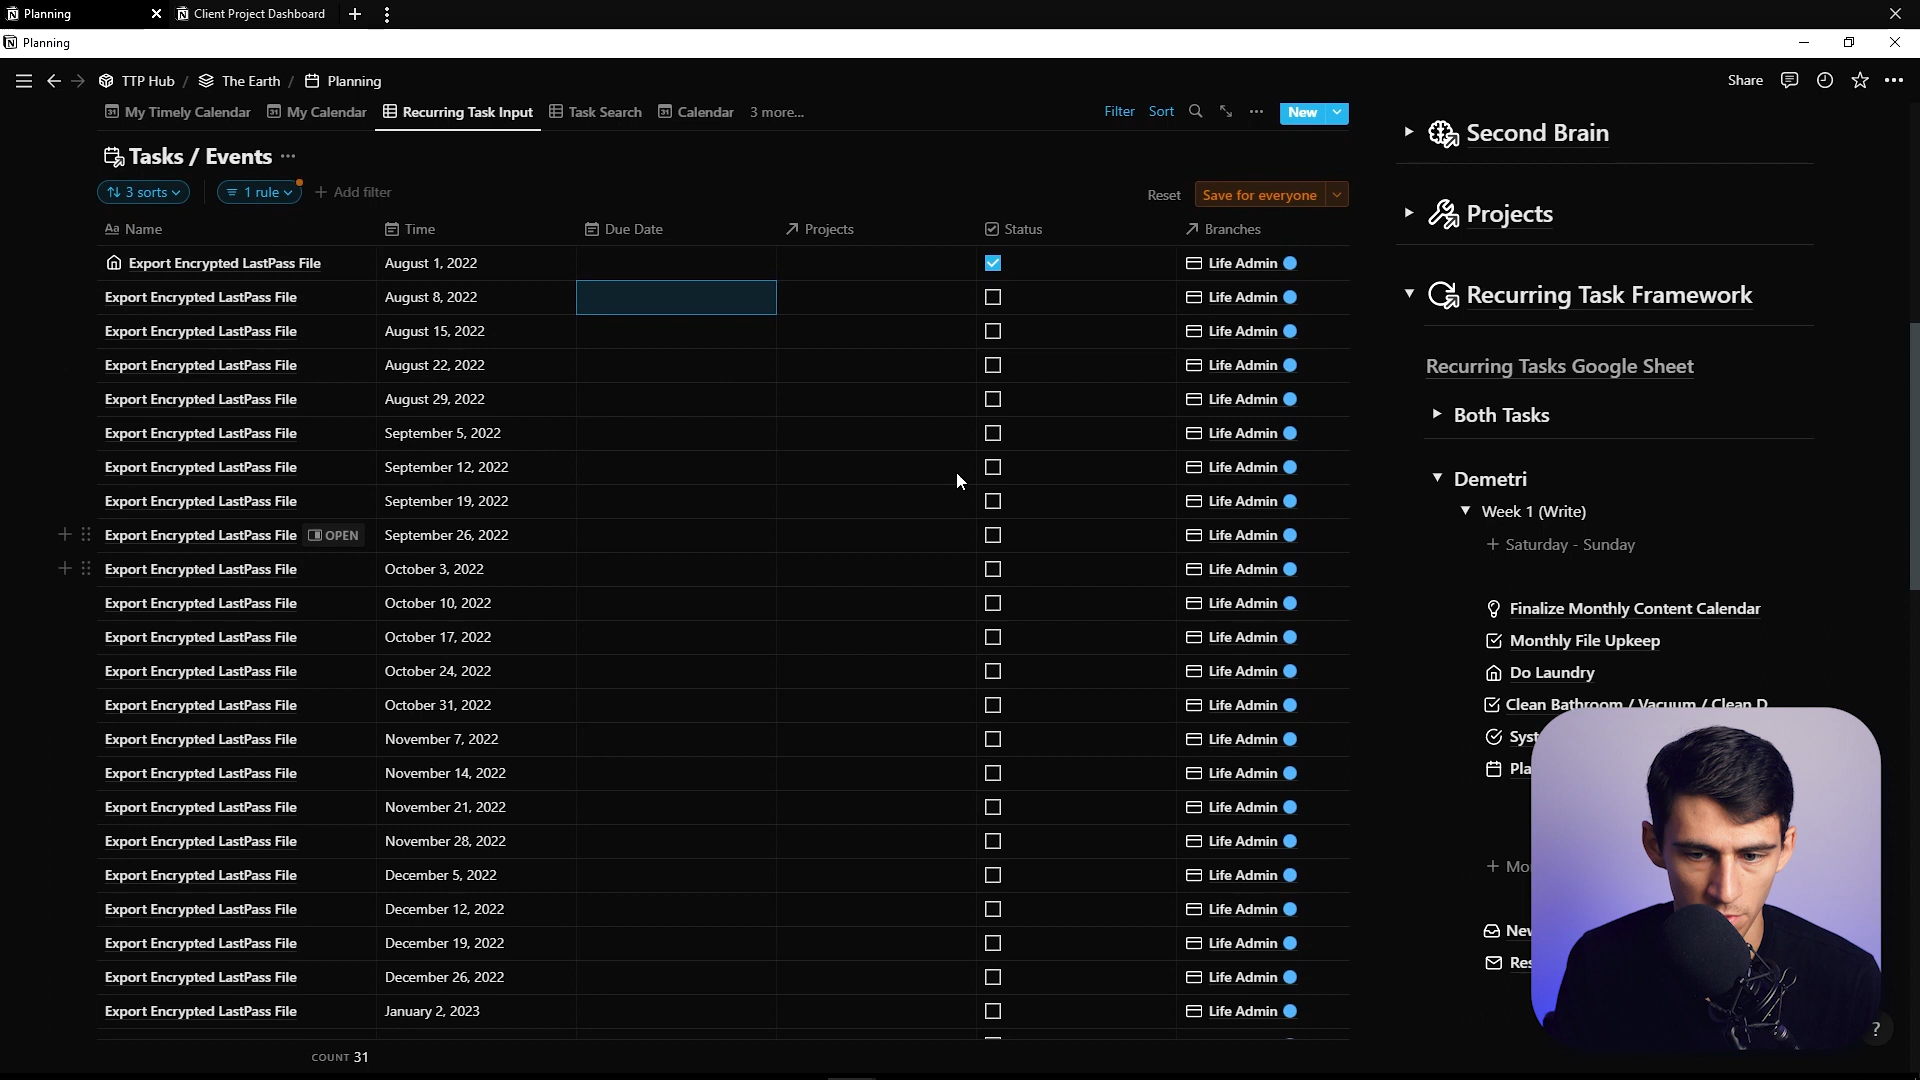 Planning
Client Project Dashboard
Planning
TTP Hub / The Earth / Planning
Share
My Timely Calendar
My Calendar
Recurring Task Input
Task Search
Calendar
3 more...
Filter
Sort
New
Tasks / Events
3 sorts
1 rule
Add filter
Reset
Save for everyone
Aa Name
Time
Due Date
Projects
Status
Branches
Export Encrypted LastPass File August 1, 2022 Life Admin
Export Encrypted LastPass File August 8, 2022 Life Admin
Export Encrypted LastPass File August 15, 2022 Life Admin
Export Encrypted LastPass File August 22, 2022 Life Admin
Export Encrypted LastPass File August 29, 2022 Life Admin
Export Encrypted LastPass File September 5, 2022 Life Admin
Export Encrypted LastPass File September 12, 2022 Life Admin
Export Encrypted LastPass File September 19, 2022 Life Admin
Export Encrypted LastPass File OPEN September 26, 2022 Life Admin
Export Encrypted LastPass File October 3, 2022 Life Admin
Export Encrypted LastPass File October 10, 2022 Life Admin
Export Encrypted LastPass File October 17, 2022 Life Admin
Export Encrypted LastPass File October 24, 2022 Life Admin
Export Encrypted LastPass File October 31, 2022 Life Admin
Export Encrypted LastPass File November 7, 2022 Life Admin
Export Encrypted LastPass File November 14, 2022 Life Admin
Export Encrypted LastPass File November 21, 2022 Life Admin
Export Encrypted LastPass File November 28, 2022 Life Admin
Export Encrypted LastPass File December 5, 2022 Life Admin
Export Encrypted LastPass File December 12, 2022 Life Admin
Export Encrypted LastPass File December 19, 2022 Life Admin
Export Encrypted LastPass File December 26, 2022 Life Admin
Export Encrypted LastPass File January 2, 2023 Life Admin
COUNT 31
Second Brain
Projects
Recurring Task Framework
Recurring Tasks Google Sheet
Both Tasks
Demetri
Week 1 (Write)
+ Saturday - Sunday
Finalize Monthly Content Calendar
Monthly File Upkeep
Do Laundry
Clean Bathroom / Vacuum / Clean D
?